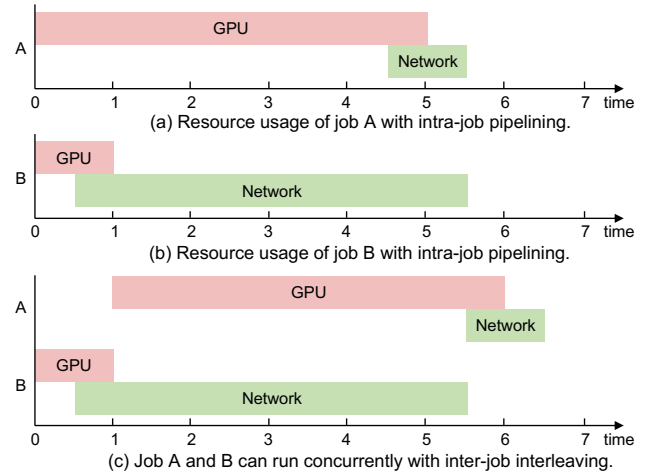 GPU
A
Network
0 1 2 3 4 5 6 7 time
(a) Resource usage of job A with intra-job pipelining.
GPU
B
Network
0 1 2 3 4 5 6 7 time
(b) Resource usage of job B with intra-job pipelining.
GPU
A
Network
GPU
B
Network
0 1 2 3 4 5 6 7 time
(c) Job A and B can run concurrently with inter-job interleaving.